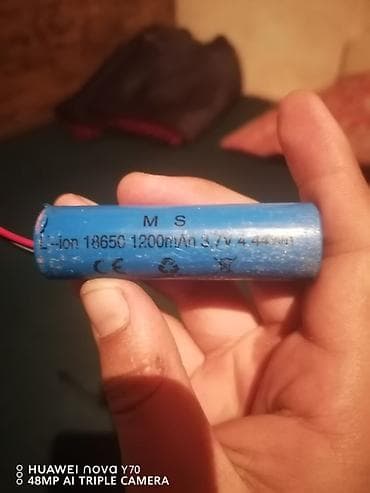 M S
Li-ion 18650 1200mAh 3.7V 4.44Wh
CE
HUAWEI nova Y70
48MP AI TRIPLE CAMERA